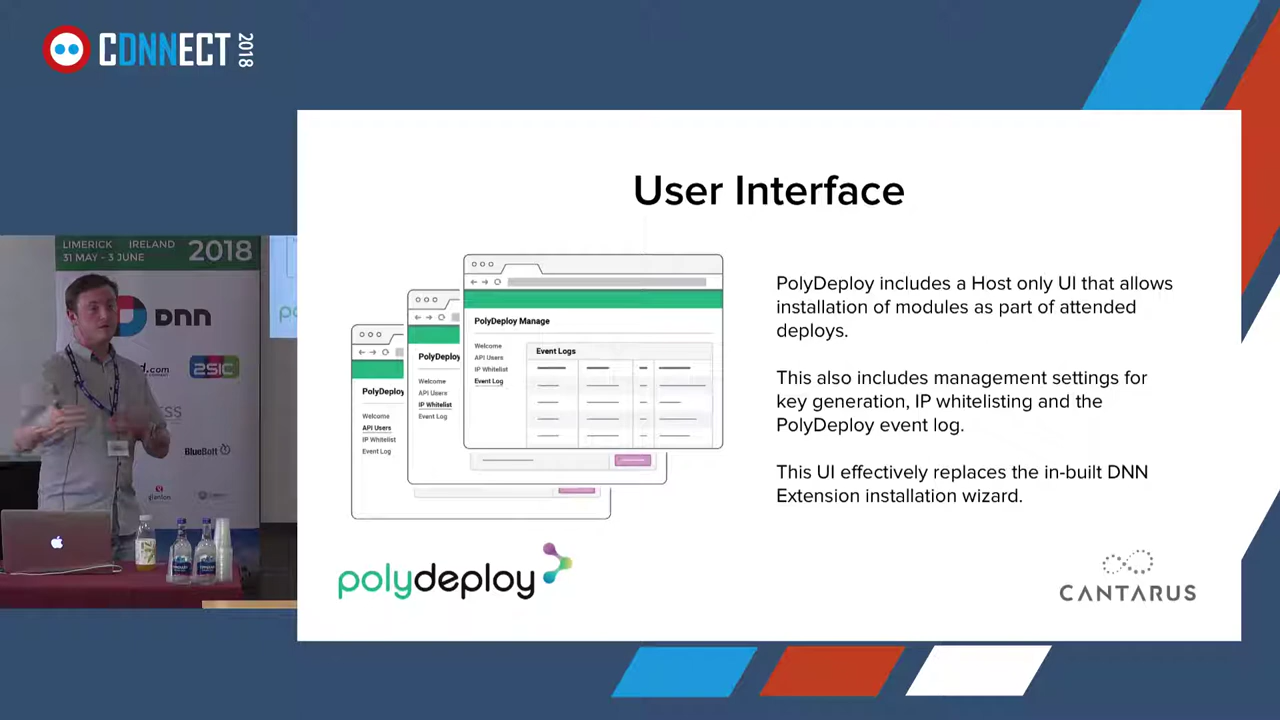 CDNNECT 2018
LIMERICK IRELAND
31 MAY - 3 JUNE
2018
DNN
2SIC
BlueBolt
User Interface
PolyDeploy Manage
Welcome
API Users
IP Whitelist
Event Log
Event Logs
PolyDeploy
Welcome
API Users
IP Whitelist
Event Log
PolyDeploy
Welcome
API Users
IP Whitelist
Event Log
PolyDeploy includes a Host only UI that allows
installation of modules as part of attended
deploys.
This also includes management settings for
key generation, IP whitelisting and the
PolyDeploy event log.
This UI effectively replaces the in-built DNN
Extension installation wizard.
polydeploy
CANTARUS